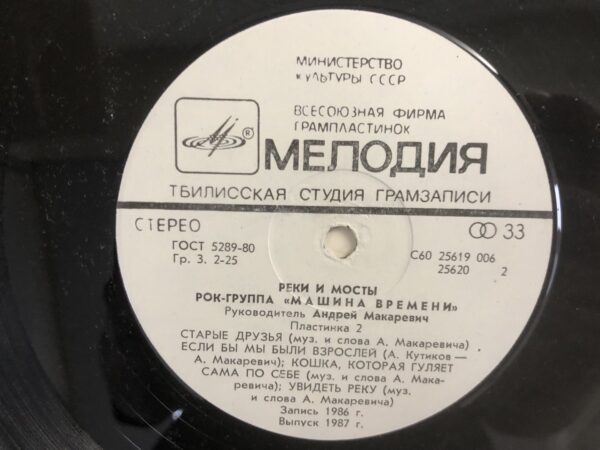 МИНИСТЕРСТВО
КУЛЬТУРЫ СССР
ВСЕСОЮЗНАЯ ФИРМА
ГРАМПЛАСТИНОК
®
МЕЛОДИЯ
ТБИЛИССКАЯ СТУДИЯ ГРАМЗАПИСИ
СТЕРЕО
33
ГОСТ 5289-80
Гр. 3. 2-25
С60 25619 006
25620 2
РЕКИ И МОСТЫ
РОК-ГРУППА «МАШИНА ВРЕМЕНИ»
Руководитель Андрей Макаревич
Пластинка 2
СТАРЫЕ ДРУЗЬЯ (муз. и слова А. Макаревича)
ЕСЛИ БЫ МЫ БЫЛИ ВЗРОСЛЕЙ (А. Кутиков —
А. Макаревич); КОШКА, КОТОРАЯ ГУЛЯЕТ
САМА ПО СЕБЕ (муз. и слова А. Мака-
ревича); УВИДЕТЬ РЕКУ (муз.
и слова А. Макаревича)
Запись 1986 г.
Выпуск 1987 г.